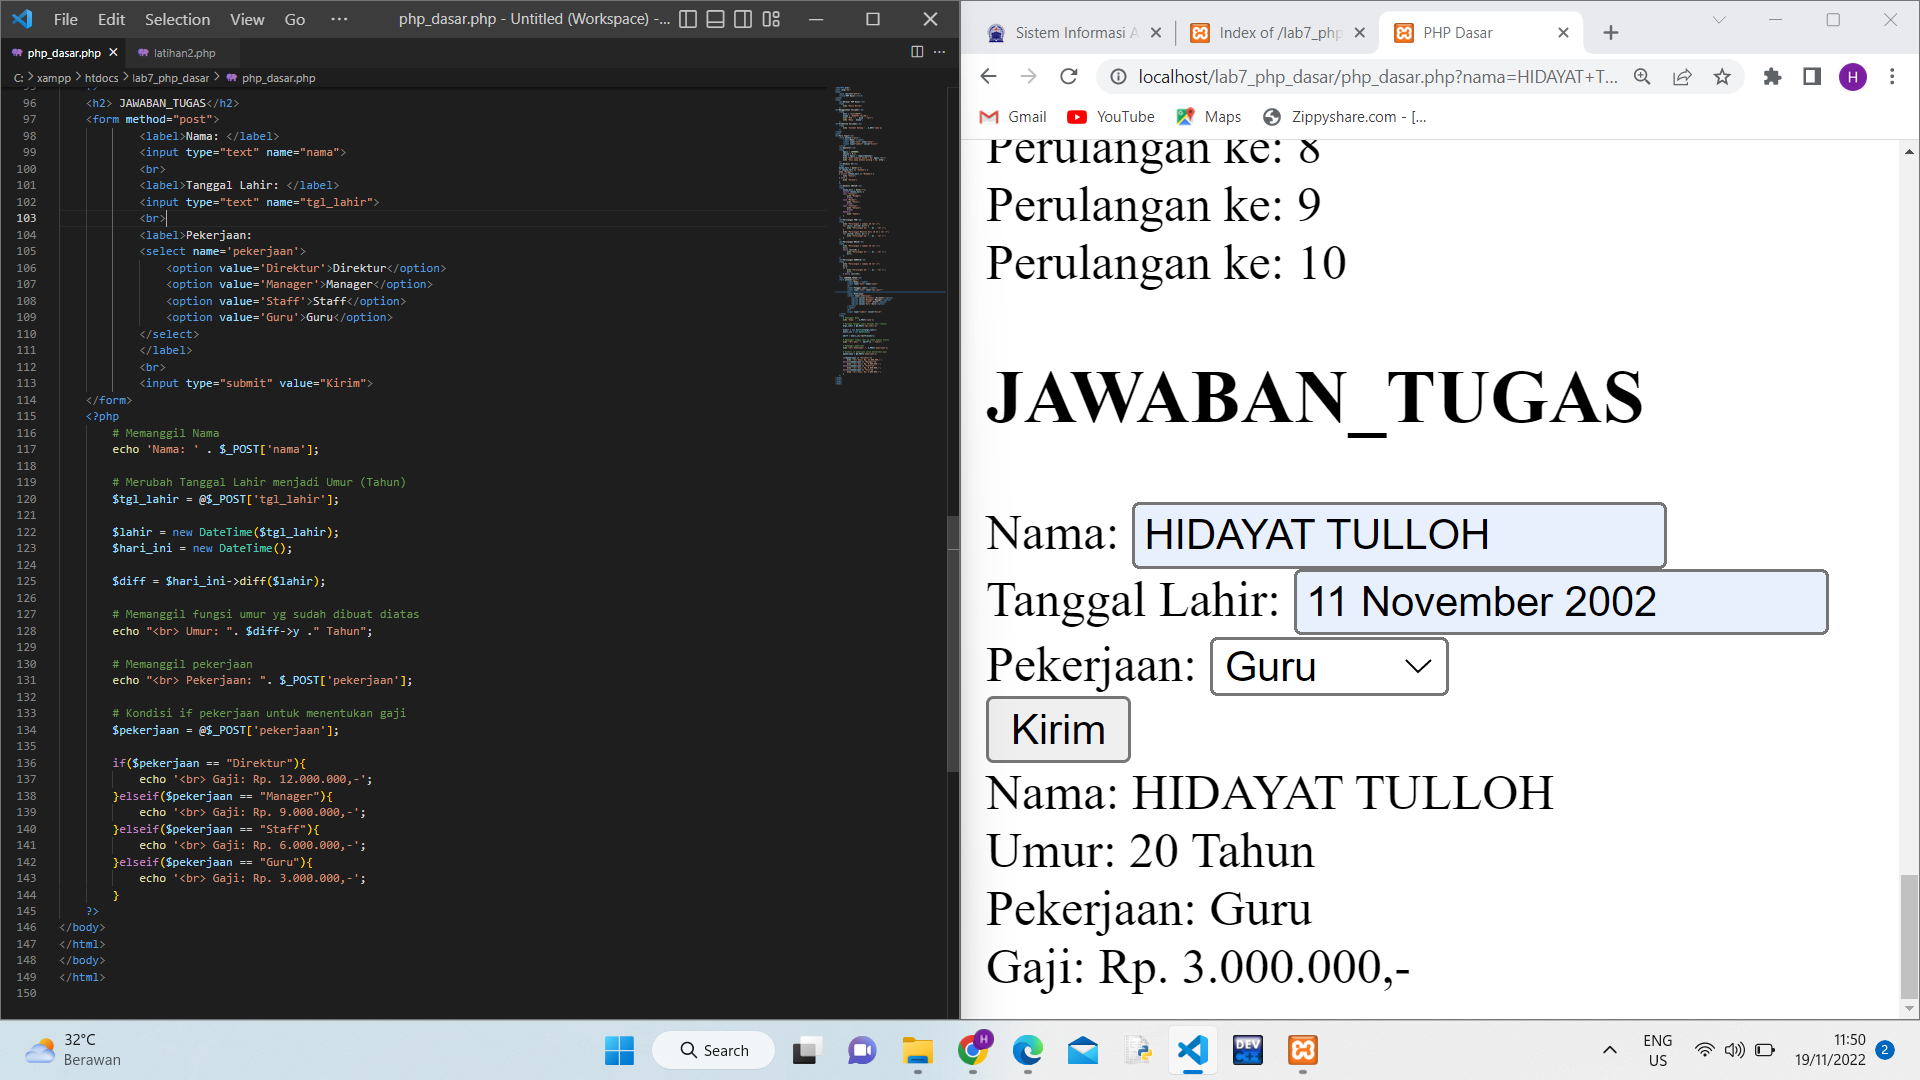 File Edit Selection View Go ··· php_dasar.php - Untitled (Workspace) -...
php_dasar.php latihan2.php
C: > xampp > htdocs > lab7_php_dasar > php_dasar.php
96 <h2> JAWABAN_TUGAS</h2>
97 <form method="post">
98 <label>Nama: </label>
99 <input type="text" name="nama">
100 <br>
101 <label>Tanggal Lahir: </label>
102 <input type="text" name="tgl_lahir">
103 <br>
104 <label>Pekerjaan:
105 <select name='pekerjaan'>
106 <option value='Direktur'>Direktur</option>
107 <option value='Manager'>Manager</option>
108 <option value='Staff'>Staff</option>
109 <option value='Guru'>Guru</option>
110 </select>
111 </label>
112 <br>
113 <input type="submit" value="Kirim">
114 </form>
115 <?php
116 # Memanggil Nama
117 echo 'Nama: ' . $_POST['nama'];
118
119 # Merubah Tanggal Lahir menjadi Umur (Tahun)
120 $tgl_lahir = @$_POST['tgl_lahir'];
121
122 $lahir = new DateTime($tgl_lahir);
123 $hari_ini = new DateTime();
124
125 $diff = $hari_ini->diff($lahir);
126
127 # Memanggil fungsi umur yg sudah dibuat diatas
128 echo "<br> Umur: ". $diff->y ." Tahun";
129
130 # Memanggil pekerjaan
131 echo "<br> Pekerjaan: ". $_POST['pekerjaan'];
132
133 # Kondisi if pekerjaan untuk menentukan gaji
134 $pekerjaan = @$_POST['pekerjaan'];
135
136 if($pekerjaan == "Direktur"){
137 echo '<br> Gaji: Rp. 12.000.000,-';
138 }elseif($pekerjaan == "Manager"){
139 echo '<br> Gaji: Rp. 9.000.000,-';
140 }elseif($pekerjaan == "Staff"){
141 echo '<br> Gaji: Rp. 6.000.000,-';
142 }elseif($pekerjaan == "Guru"){
143 echo '<br> Gaji: Rp. 3.000.000,-';
144 }
145 ?>
146 </body>
147 </html>
148 </body>
149 </html>
150
Sistem Informasi A Index of /lab7_php PHP Dasar
localhost/lab7_php_dasar/php_dasar.php?nama=HIDAYAT+T... H
Gmail YouTube Maps Zippyshare.com - [...
Perulangan ke: 8
Perulangan ke: 9
Perulangan ke: 10
JAWABAN_TUGAS
Nama: HIDAYAT TULLOH
Tanggal Lahir: 11 November 2002
Pekerjaan: Guru
Kirim
Nama: HIDAYAT TULLOH
Umur: 20 Tahun
Pekerjaan: Guru
Gaji: Rp. 3.000.000,-
32°C
Berawan
Search
H
DEV
C++
ENG
US
11:50
19/11/2022
2